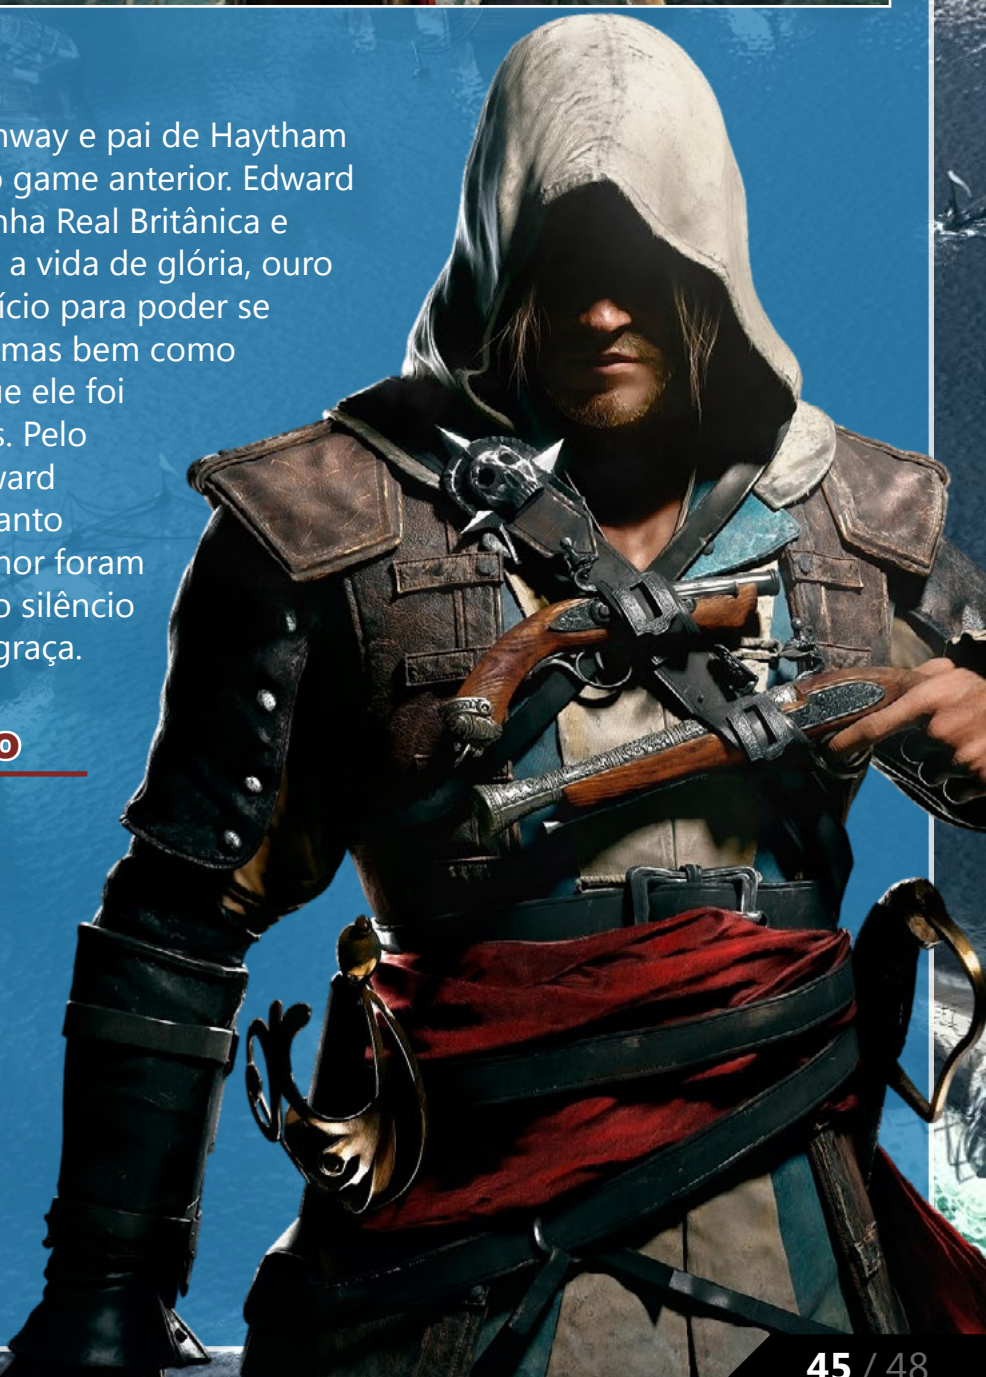 nway e pai de Haytham
o game anterior. Edward
nha Real Britânica e
a vida de glória, ouro
ício para poder se
mas bem como
ue ele foi
s. Pelo
ward
anto
hor foram
o silêncio
graça.
o
45 / 48